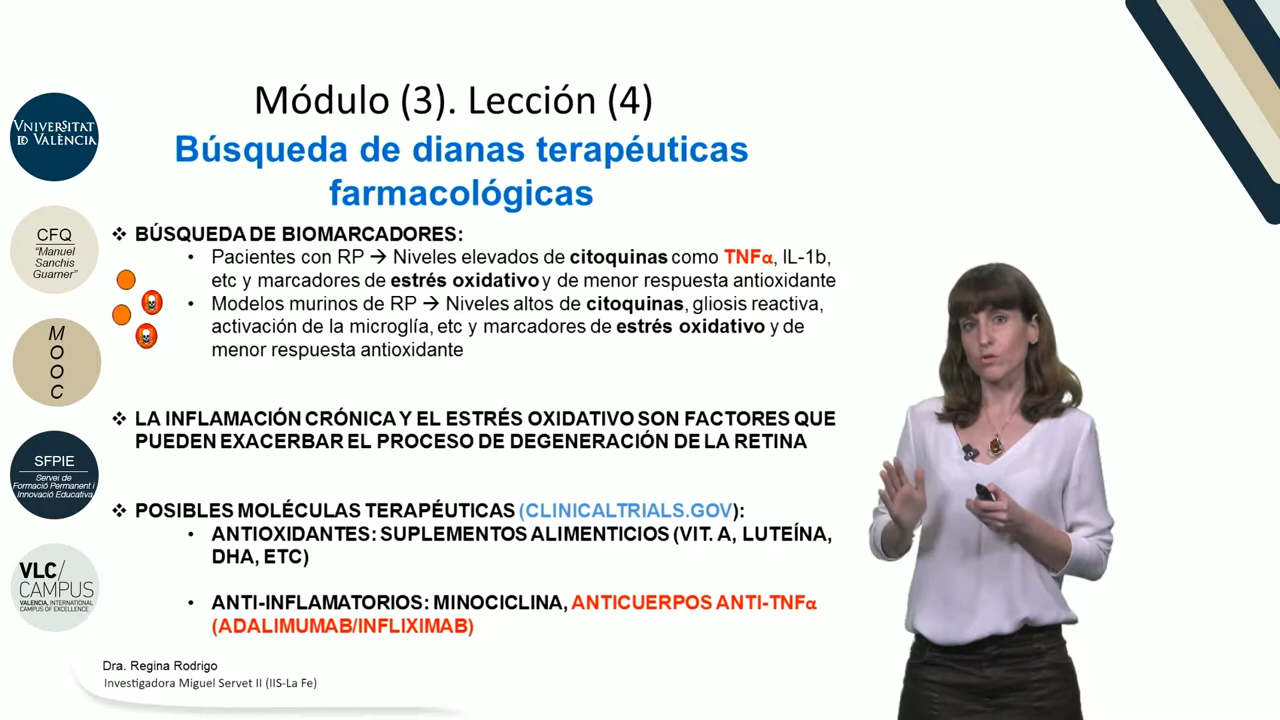 Módulo (3). Lección (4)
Búsqueda de dianas terapéuticas
farmacológicas
VNIVERSITAT
ID VALÈNCIA
CFQ
“Manuel
Sanchis
Guarner”
M
O
O
C
SFPIE
Servei de
Formació Permanent i
Innovació Educativa
VLC/
CAMPUS
VALENCIA, INTERNATIONAL
CAMPUS OF EXCELLENCE
❖ BÚSQUEDA DE BIOMARCADORES:
• Pacientes con RP → Niveles elevados de citoquinas como TNFα, IL-1b,
etc y marcadores de estrés oxidativo y de menor respuesta antioxidante
• Modelos murinos de RP → Niveles altos de citoquinas, gliosis reactiva,
activación de la microglía, etc y marcadores de estrés oxidativo y de
menor respuesta antioxidante
❖ LA INFLAMACIÓN CRÓNICA Y EL ESTRÉS OXIDATIVO SON FACTORES QUE
PUEDEN EXACERBAR EL PROCESO DE DEGENERACIÓN DE LA RETINA
❖ POSIBLES MOLÉCULAS TERAPÉUTICAS (CLINICALTRIALS.GOV):
• ANTIOXIDANTES: SUPLEMENTOS ALIMENTICIOS (VIT. A, LUTEÍNA,
DHA, ETC)
• ANTI-INFLAMATORIOS: MINOCICLINA, ANTICUERPOS ANTI-TNFα
(ADALIMUMAB/INFLIXIMAB)
Dra. Regina Rodrigo
Investigadora Miguel Servet II (IIS-La Fe)